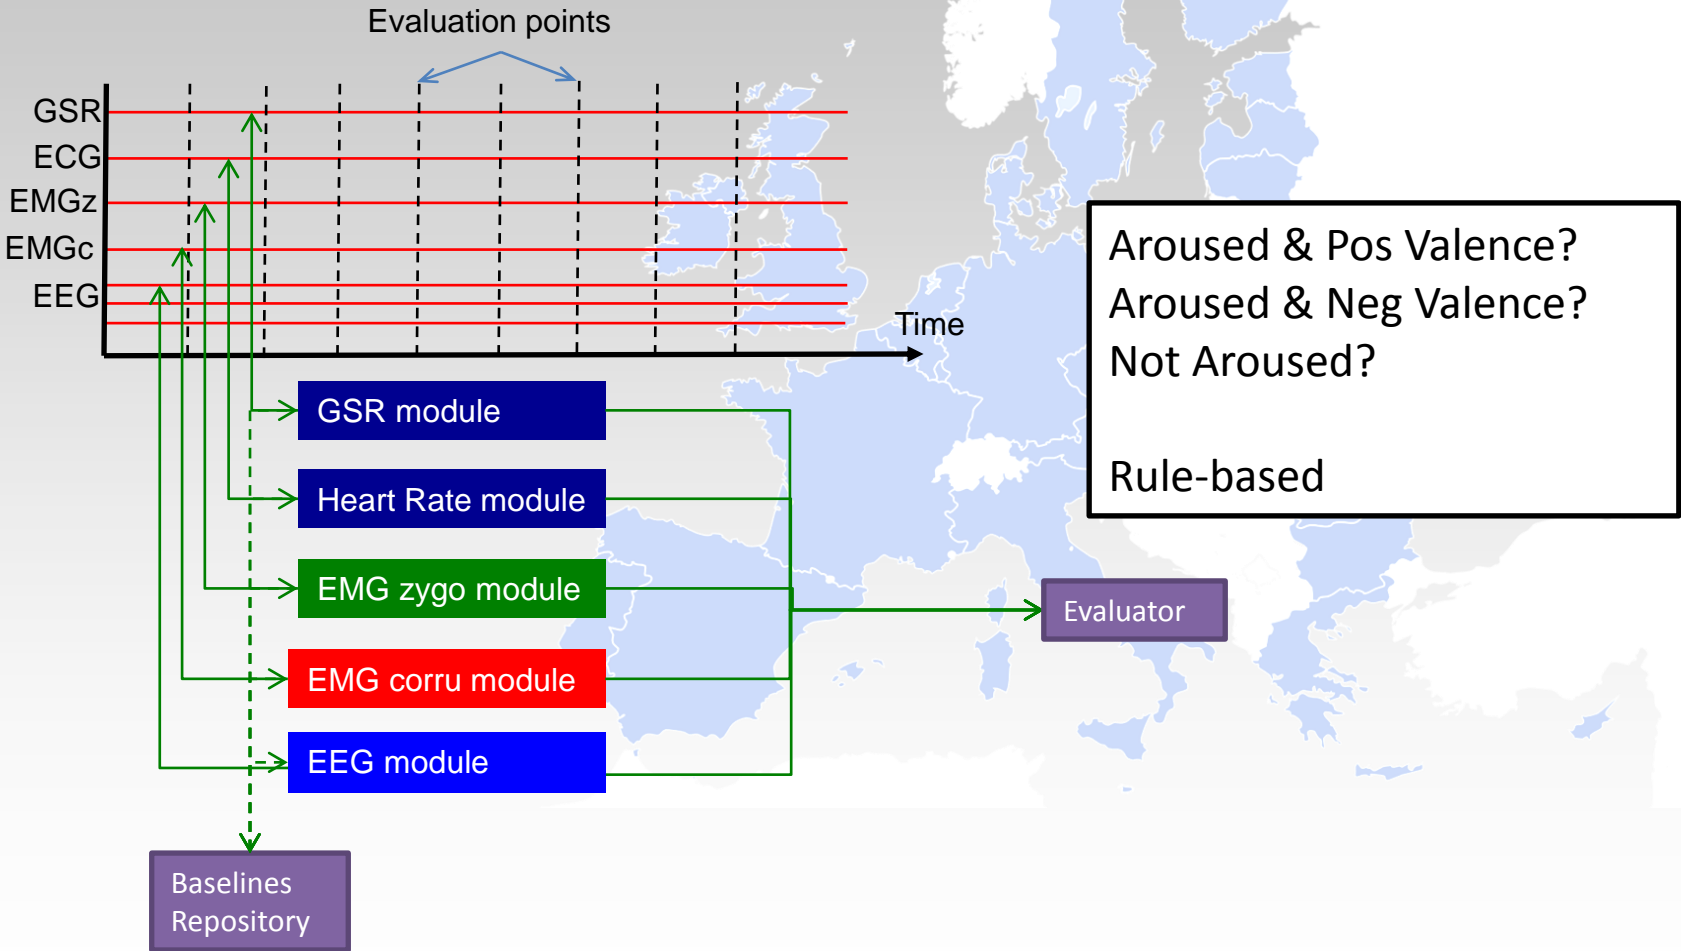 Evaluation points
GSR
ECG
EMGz
EMGc
EEG
Time
Aroused & Pos Valence?
Aroused & Neg Valence?
Not Aroused?
Rule-based
GSR module
Heart Rate module
EMG zygo module
EMG corru module
EEG module
Evaluator
Baselines
Repository